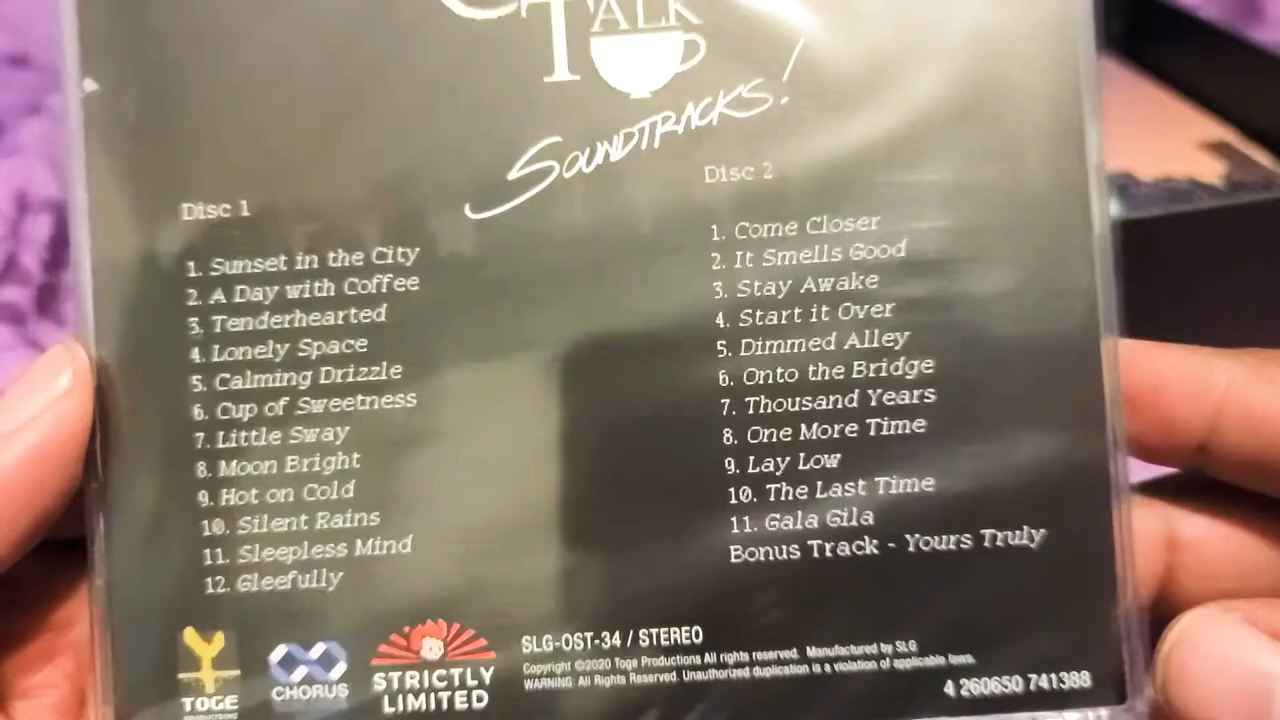 TALK
SOUNDTRACKS!
Disc 1
1. Sunset in the City
2. A Day with Coffee
3. Tenderhearted
4. Lonely Space
5. Calming Drizzle
6. Cup of Sweetness
7. Little Sway
8. Moon Bright
9. Hot on Cold
10. Silent Rains
11. Sleepless Mind
12. Gleefully
Disc 2
1. Come Closer
2. It Smells Good
3. Stay Awake
4. Start it Over
5. Dimmed Alley
6. Onto the Bridge
7. Thousand Years
8. One More Time
9. Lay Low
10. The Last Time
11. Gala Gila
Bonus Track - Yours Truly
TOGE
CHORUS
STRICTLY
LIMITED
SLG-OST-34 / STEREO
Copyright ©2020 Toge Productions All rights reserved. Manufactured by SLG
WARNING: All Rights Reserved. Unauthorized duplication is a violation of applicable laws.
4 260650 741388